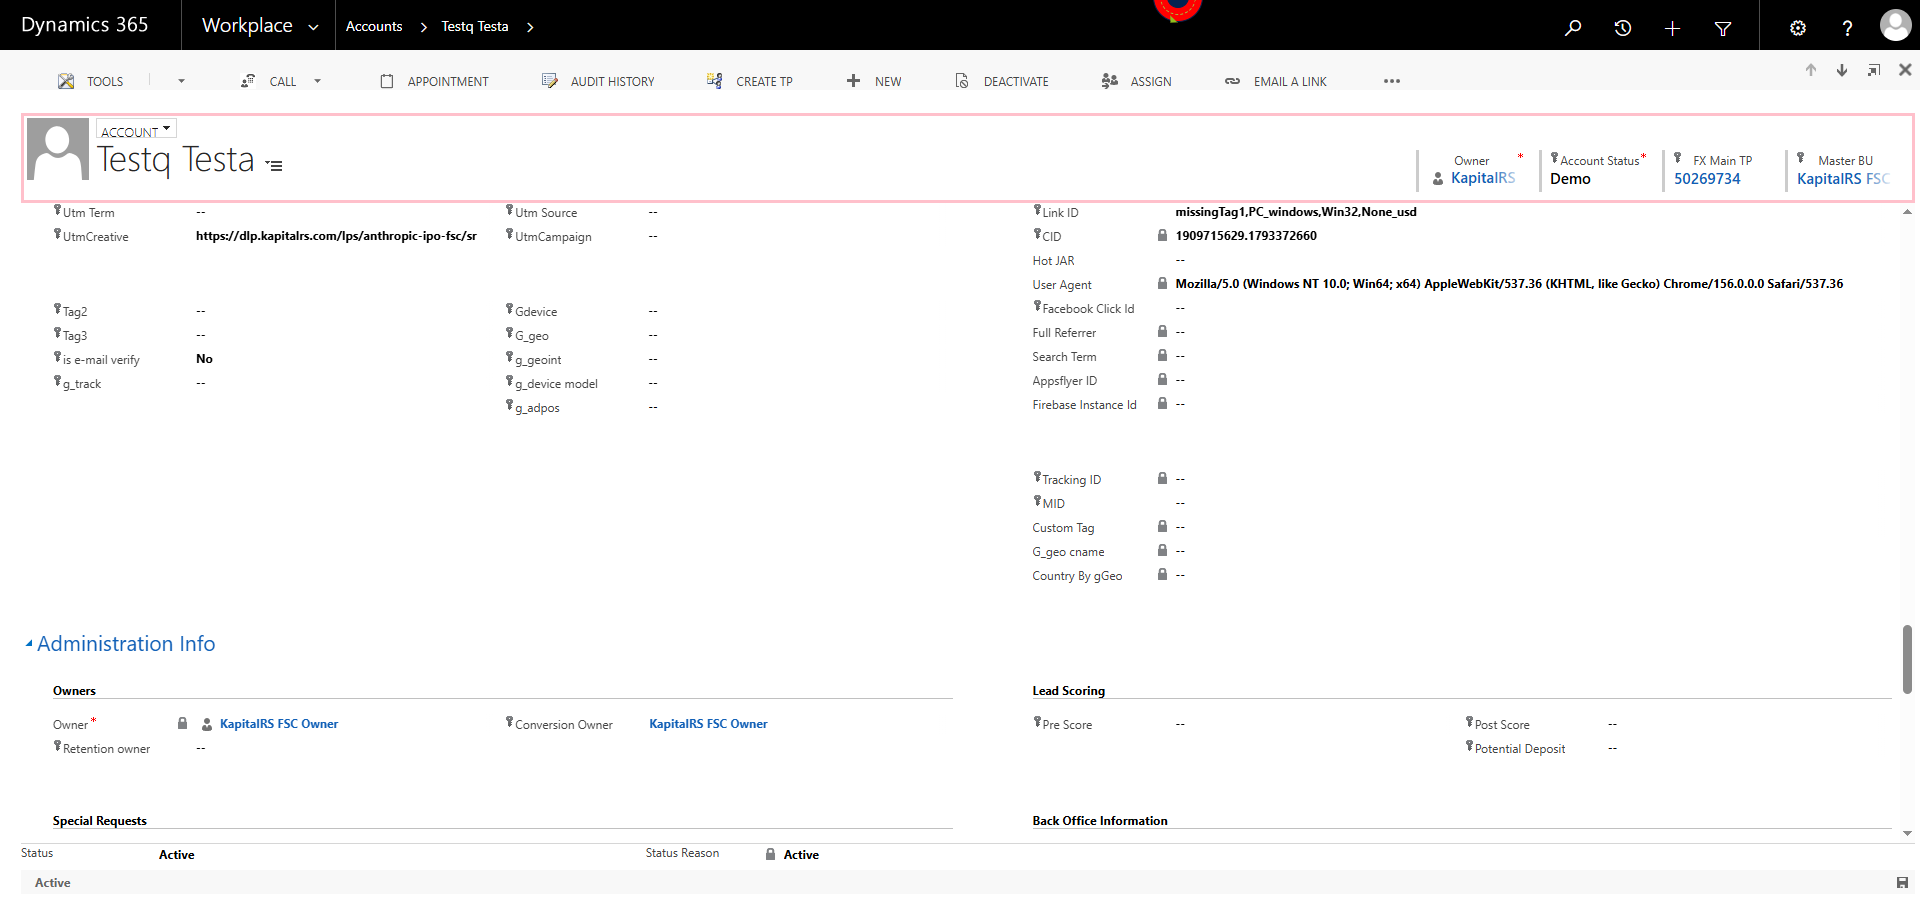 Dynamics 365
Workplace
Accounts > Testq Testa >
?
TOOLS
CALL
APPOINTMENT
AUDIT HISTORY
CREATE TP
NEW
DEACTIVATE
ASSIGN
EMAIL A LINK
ACCOUNT
Testq Testa
Owner *
KapitalRS
Account Status *
Demo
FX Main TP
50269734
Master BU
KapitalRS FSC
Utm Term --
Utm Source --
Link ID missingTag1,PC_windows,Win32,None_usd
UtmCreative https://dlp.kapitalrs.com/lps/anthropic-ipo-fsc/sr
UtmCampaign --
CID 1909715629.1793372660
Hot JAR --
User Agent Mozilla/5.0 (Windows NT 10.0; Win64; x64) AppleWebKit/537.36 (KHTML, like Gecko) Chrome/156.0.0.0 Safari/537.36
Tag2 --
Gdevice --
Facebook Click Id --
Tag3 --
G_geo --
Full Referrer --
is e-mail verify No
g_geoint --
Search Term --
g_track --
g_device model --
Appsflyer ID --
g_adpos --
Firebase Instance Id --
Tracking ID --
MID --
Custom Tag --
G_geo cname --
Country By gGeo --
Administration Info
Owners
Lead Scoring
Owner * KapitalRS FSC Owner
Conversion Owner KapitalRS FSC Owner
Pre Score --
Post Score --
Retention owner --
Potential Deposit --
Special Requests
Back Office Information
Status Active
Status Reason Active
Active